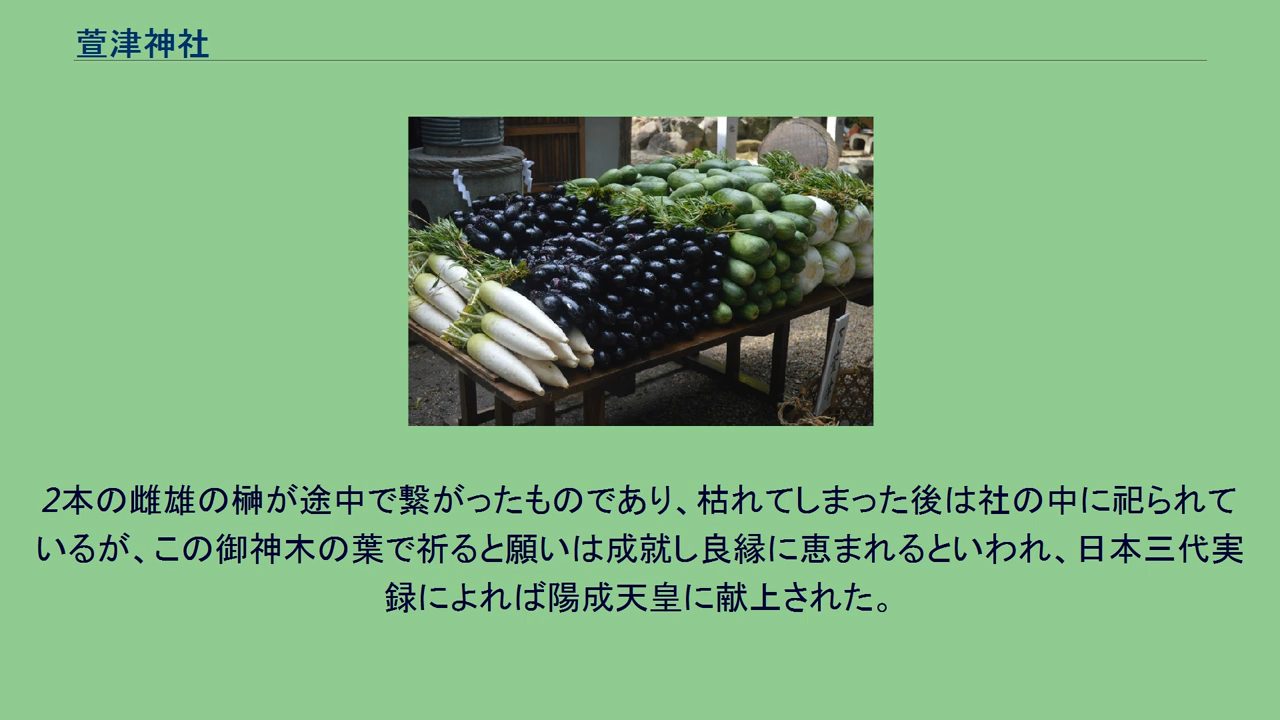 萱津神社
2本の雌雄の榊が途中で繋がったものであり、枯れてしまった後は社の中に祀られて
いるが、この御神木の葉で祈ると願いは成就し良縁に恵まれるといわれ、日本三代実
録によれば陽成天皇に献上された。